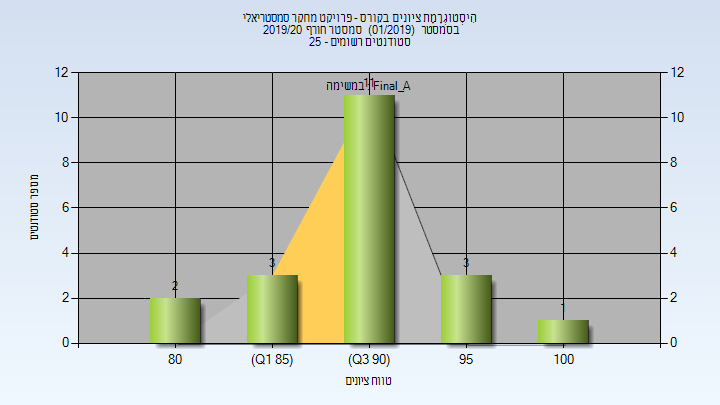 היסטוגרמת ציונים בקורס - פרויקט מחקר סמסטריאלי
בסמסטר (01/2019) סמסטר חורף 2019/20
סטודנטים רשומים - 25
במשימה: Final_A
12 12
10 10
8 8
6 6
4 4
2 2
0 0
2 3 11 3 1
80 (Q1 85) (Q3 90) 95 100
מספר סטודנטים
טווח ציונים